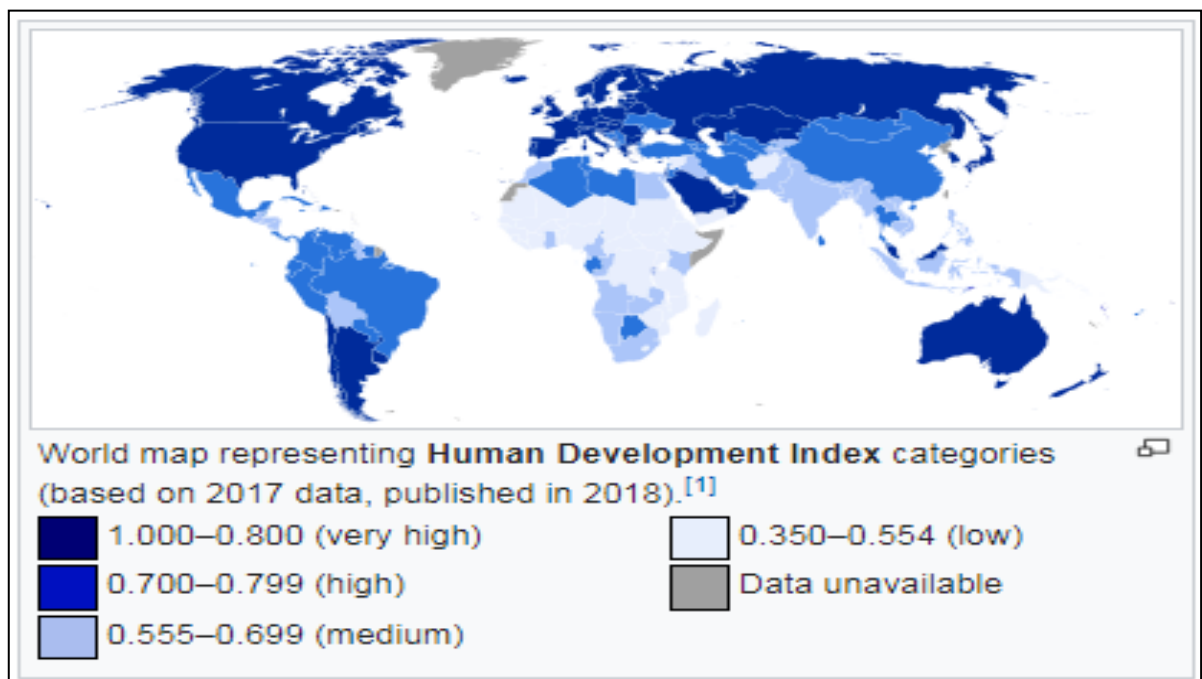 World map representing Human Development Index categories
(based on 2017 data, published in 2018).[1]
1.000–0.800 (very high)
0.700–0.799 (high)
0.555–0.699 (medium)
0.350–0.554 (low)
Data unavailable